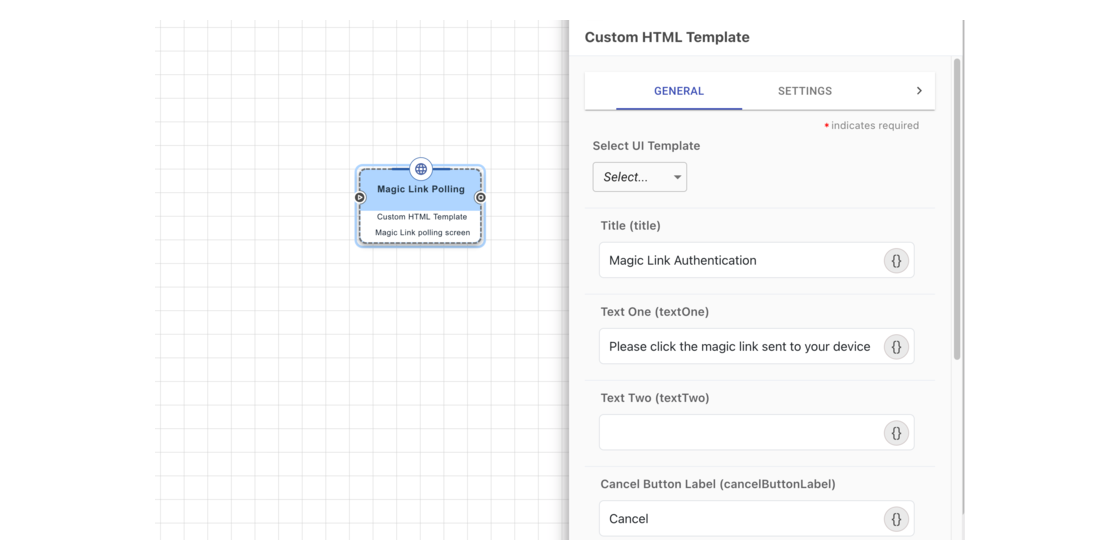 Custom HTML Template
GENERAL
SETTINGS
* indicates required
Select UI Template
Select...
Title (title)
Magic Link Authentication
{}
Text One (textOne)
Please click the magic link sent to your device
{}
Text Two (textTwo)
{}
Cancel Button Label (cancelButtonLabel)
Cancel
{}
Magic Link Polling
Custom HTML Template
Magic Link polling screen